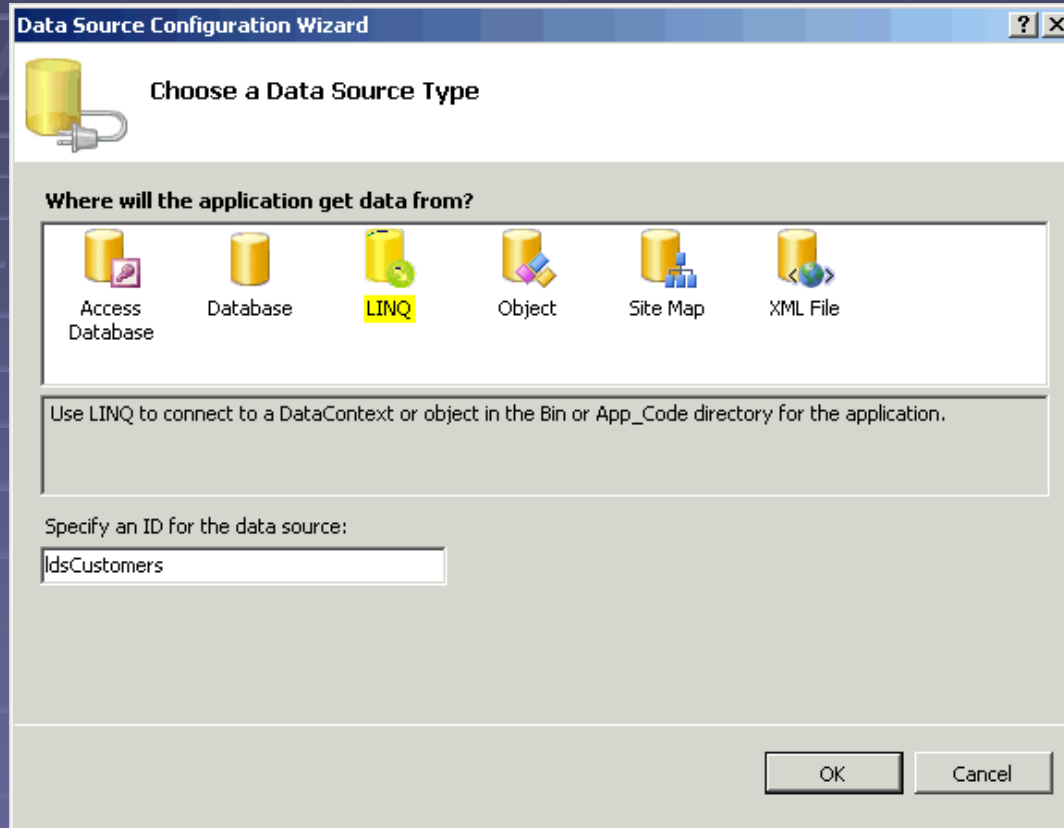 Data Source Configuration Wizard
Choose a Data Source Type
Where will the application get data from?
Access Database
Database
LINQ
Object
Site Map
XML File
Use LINQ to connect to a DataContext or object in the Bin or App_Code directory for the application.
Specify an ID for the data source:
ldsCustomers
OK
Cancel